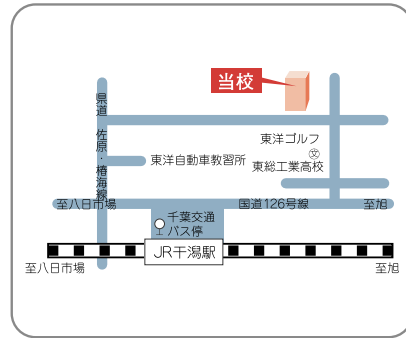 当校
県道 佐原・椿海線
東洋ゴルフ
文
東洋自動車教習所
東総工業高校
至八日市場
国道126号線
至旭
千葉交通
バス停
JR干潟駅
至八日市場
至旭